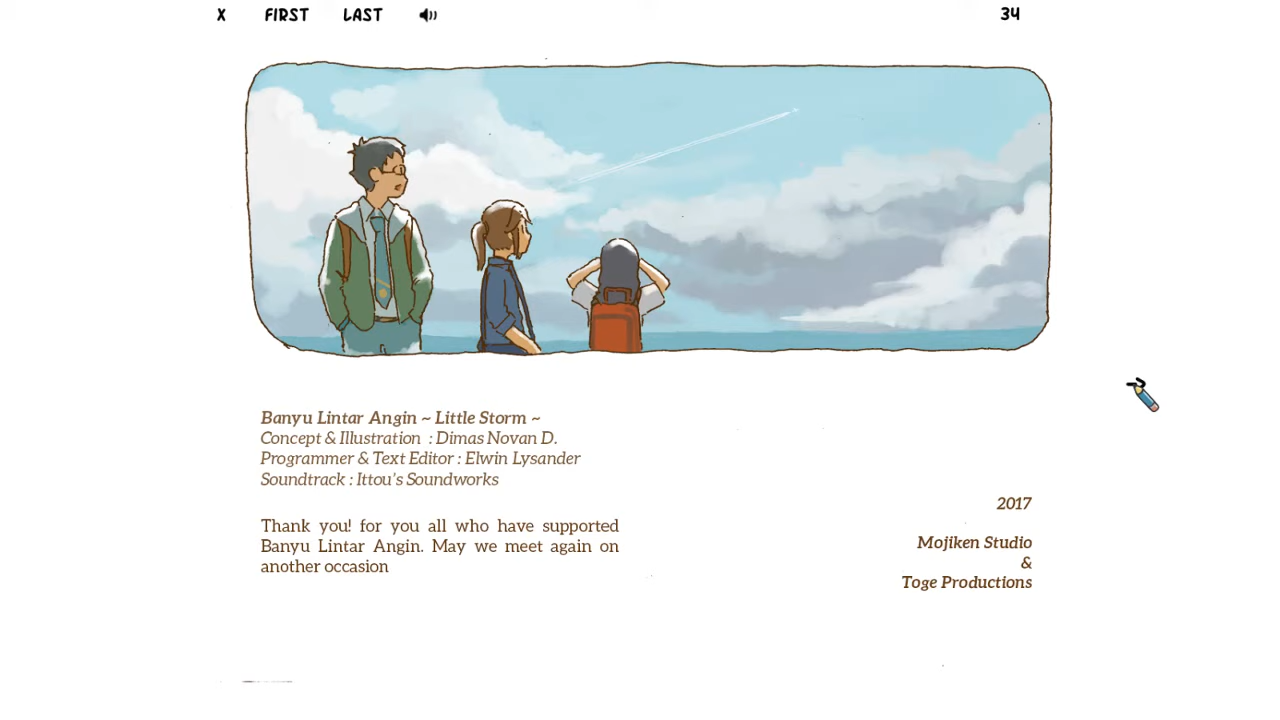 X FIRST LAST 34
Banyu Lintar Angin ~ Little Storm ~
Concept & Illustration : Dimas Novan D.
Programmer & Text Editor : Elwin Lysander
Soundtrack : Ittou's Soundworks
Thank you! for you all who have supported
Banyu Lintar Angin. May we meet again on
another occasion
2017
Mojiken Studio
&
Toge Productions